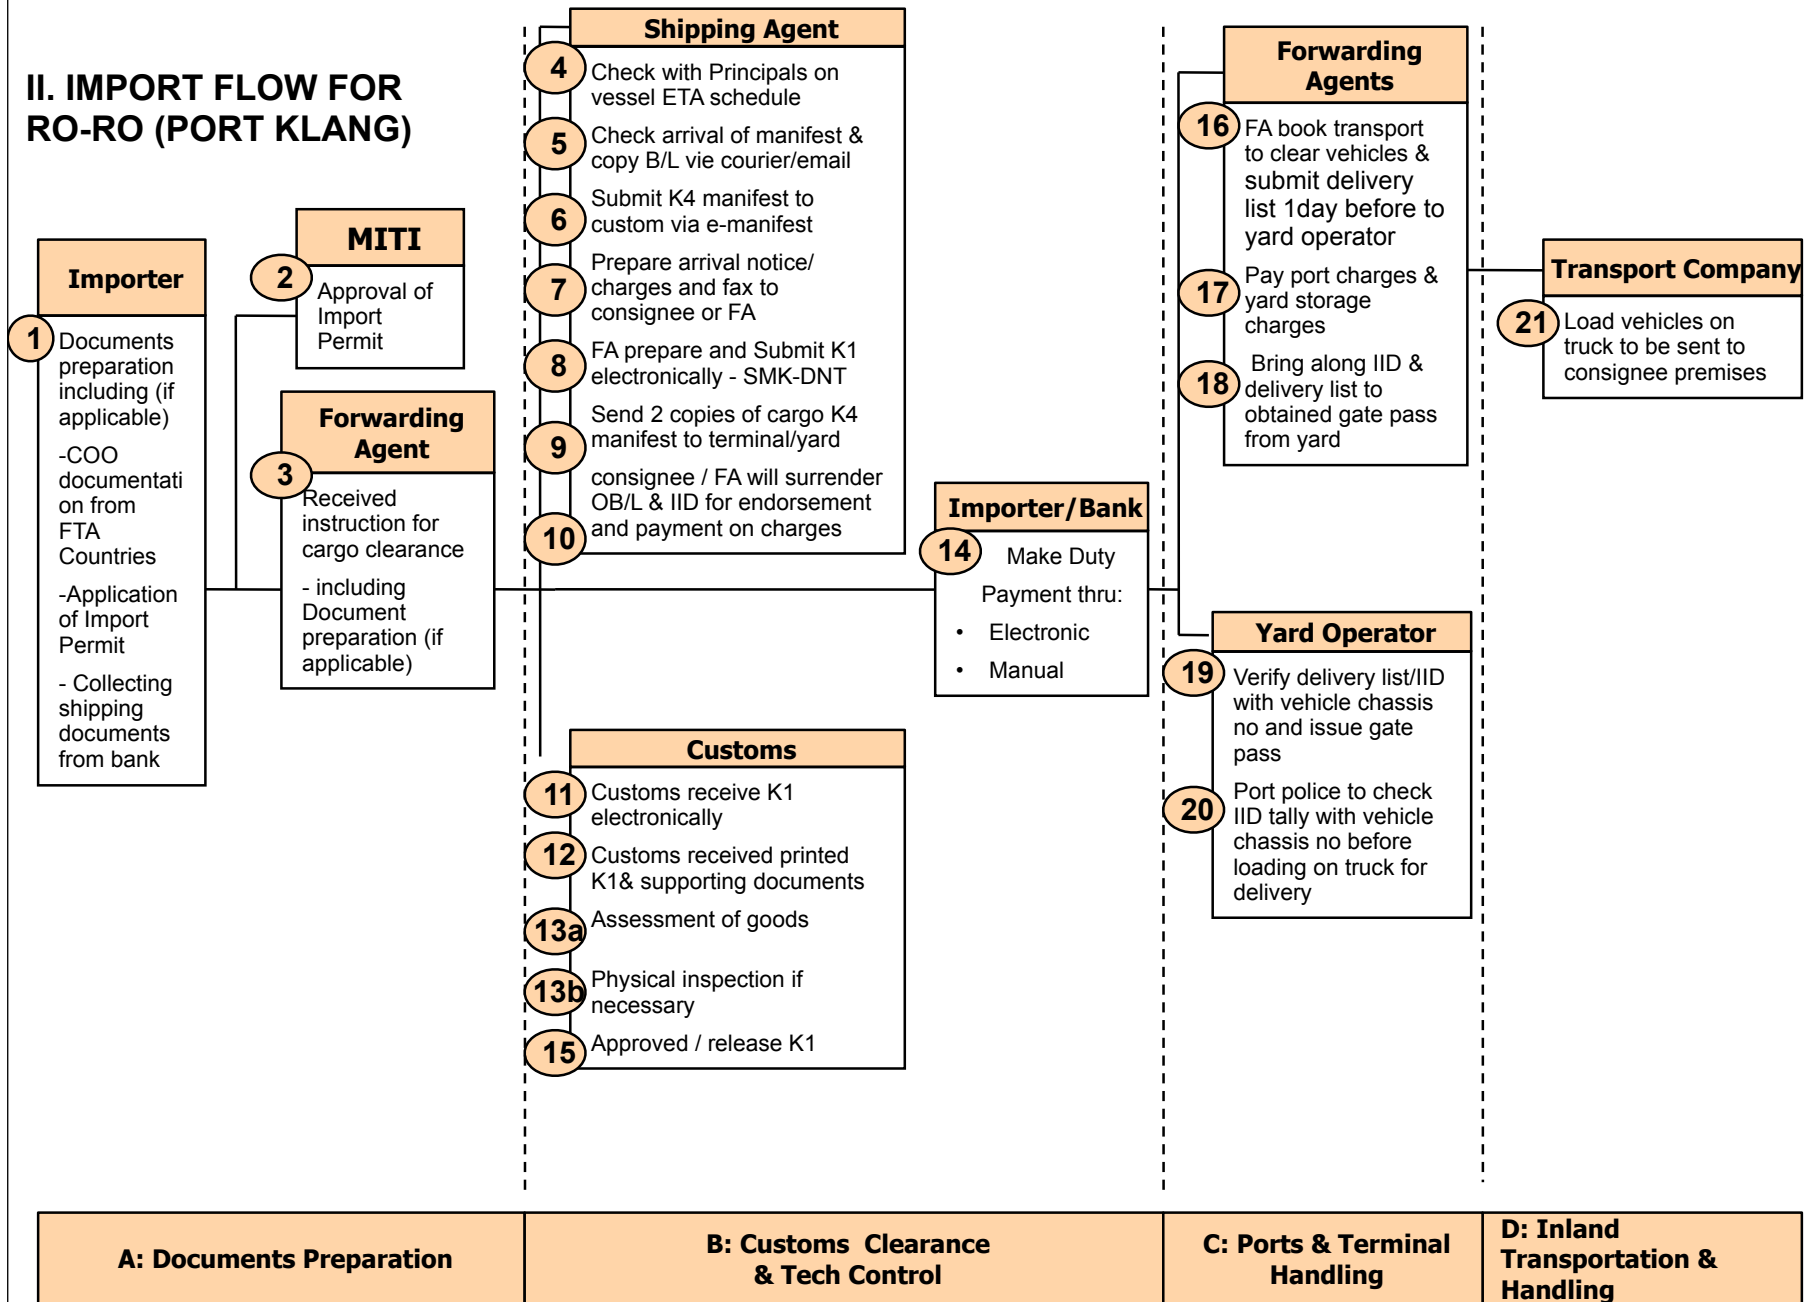 II. IMPORT FLOW FOR
RO-RO (PORT KLANG)
Importer
1
Documents
preparation
including (if
applicable)
-COO
documentati
on from
FTA
Countries
-Application
of Import
Permit
- Collecting
shipping
documents
from bank
MITI
2
Approval of
Import
Permit
Forwarding
Agent
3
Received
instruction for
cargo clearance
- including
Document
preparation (if
applicable)
Shipping Agent
4
Check with Principals on
vessel ETA schedule
5
Check arrival of manifest &
copy B/L vie courier/email
6
Submit K4 manifest to
custom via e-manifest
7
Prepare arrival notice/
charges and fax to
consignee or FA
8
FA prepare and Submit K1
electronically - SMK-DNT
9
Send 2 copies of cargo K4
manifest to terminal/yard
10
consignee / FA will surrender
OB/L & IID for endorsement
and payment on charges
Customs
11
Customs receive K1
electronically
12
Customs received printed
K1& supporting documents
13a
Assessment of goods
13b
Physical inspection if
necessary
15
Approved / release K1
Importer/Bank
14
Make Duty
Payment thru:
• Electronic
• Manual
Forwarding
Agents
16
FA book transport
to clear vehicles &
submit delivery
list 1day before to
yard operator
17
Pay port charges &
yard storage
charges
18
Bring along IID &
delivery list to
obtained gate pass
from yard
Yard Operator
19
Verify delivery list/IID
with vehicle chassis
no and issue gate
pass
20
Port police to check
IID tally with vehicle
chassis no before
loading on truck for
delivery
Transport Company
21
Load vehicles on
truck to be sent to
consignee premises
A: Documents Preparation
B: Customs Clearance
& Tech Control
C: Ports & Terminal
Handling
D: Inland
Transportation &
Handling